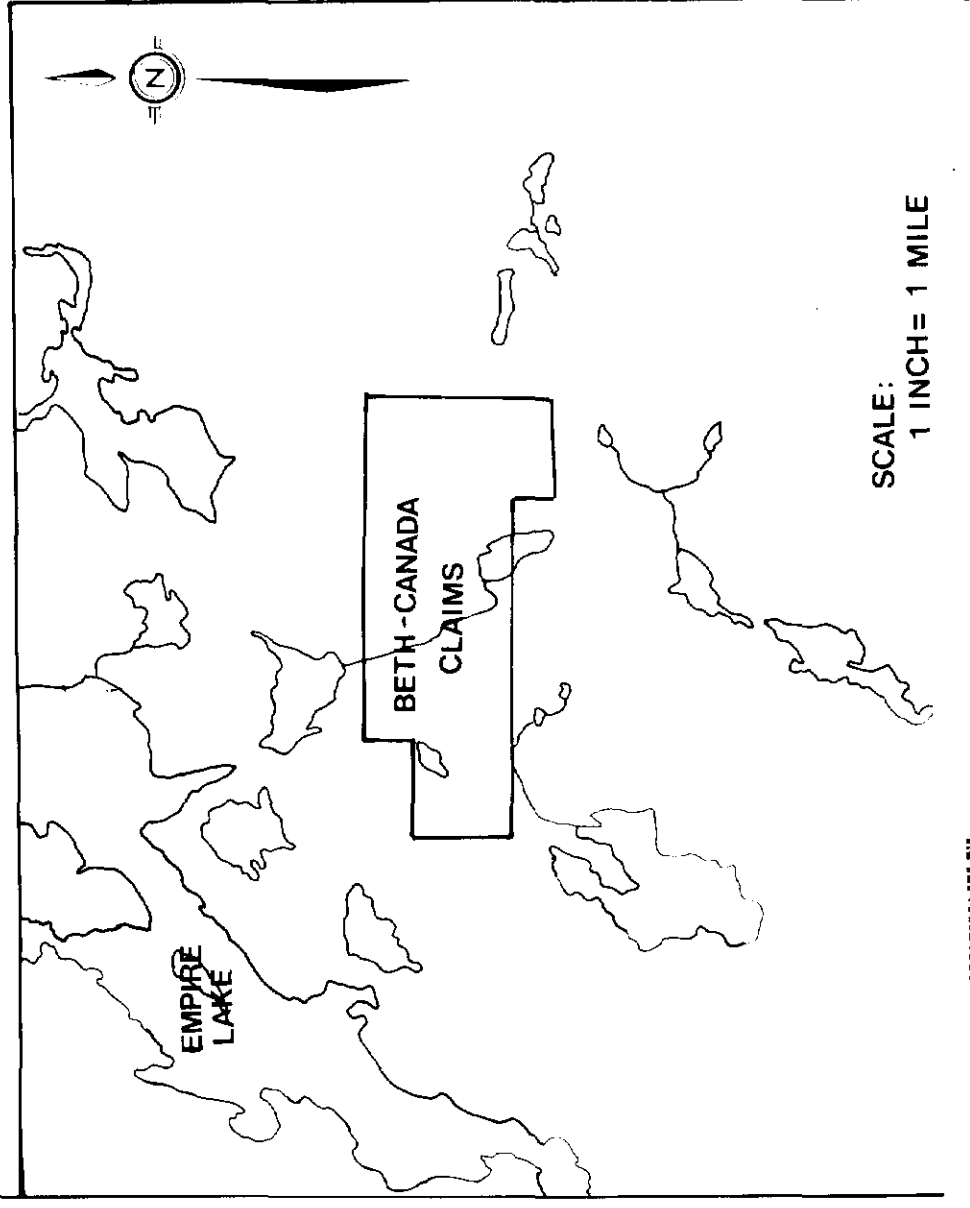 N
EMPIRE
LAKE
BETH-CANADA
CLAIMS
SCALE:
1 INCH = 1 MILE